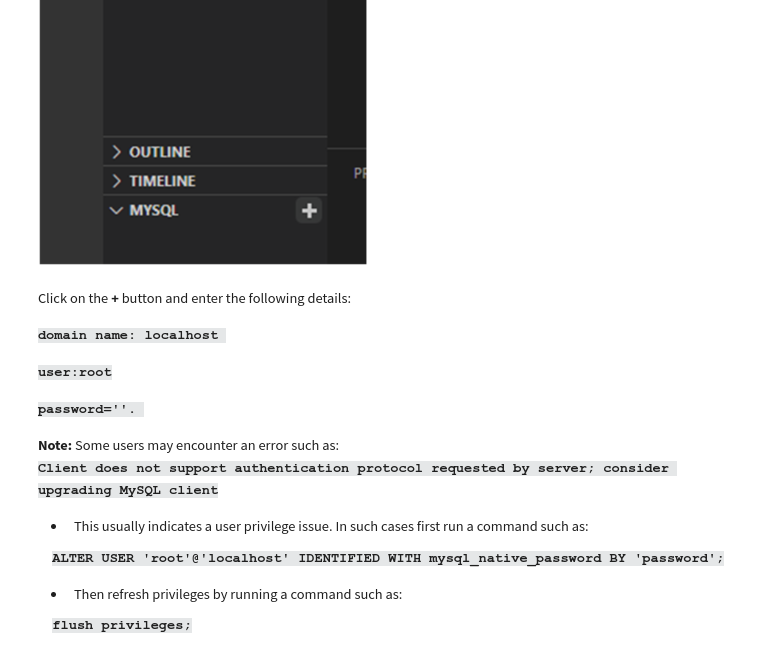 OUTLINE
TIMELINE
PR
MYSQL
Click on the + button and enter the following details:
domain name: localhost
user:root
password=''.
Note: Some users may encounter an error such as:
Client does not support authentication protocol requested by server; consider
upgrading MySQL client
• This usually indicates a user privilege issue. In such cases first run a command such as:
ALTER USER 'root'@'localhost' IDENTIFIED WITH mysql_native_password BY 'password';
• Then refresh privileges by running a command such as:
flush privileges;